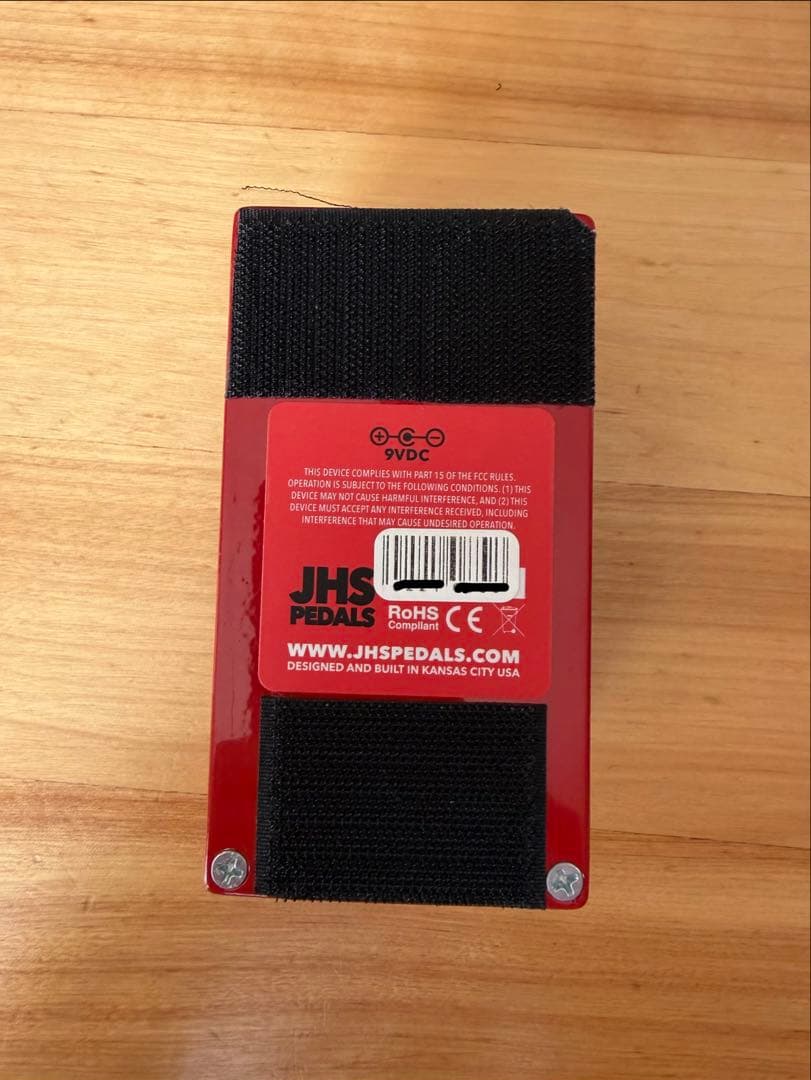 9VDC
THIS DEVICE COMPLIES WITH PART 15 OF THE FCC RULES.
OPERATION IS SUBJECT TO THE FOLLOWING CONDITIONS. (1) THIS
DEVICE MAY NOT CAUSE HARMFUL INTERFERENCE, AND (2) THIS
DEVICE MUST ACCEPT ANY INTERFERENCE RECEIVED, INCLUDING
INTERFERENCE THAT MAY CAUSE UNDESIRED OPERATION.
JHS
PEDALS
RoHS
Compliant
CE
WWW.JHSPEDALS.COM
DESIGNED AND BUILT IN KANSAS CITY USA